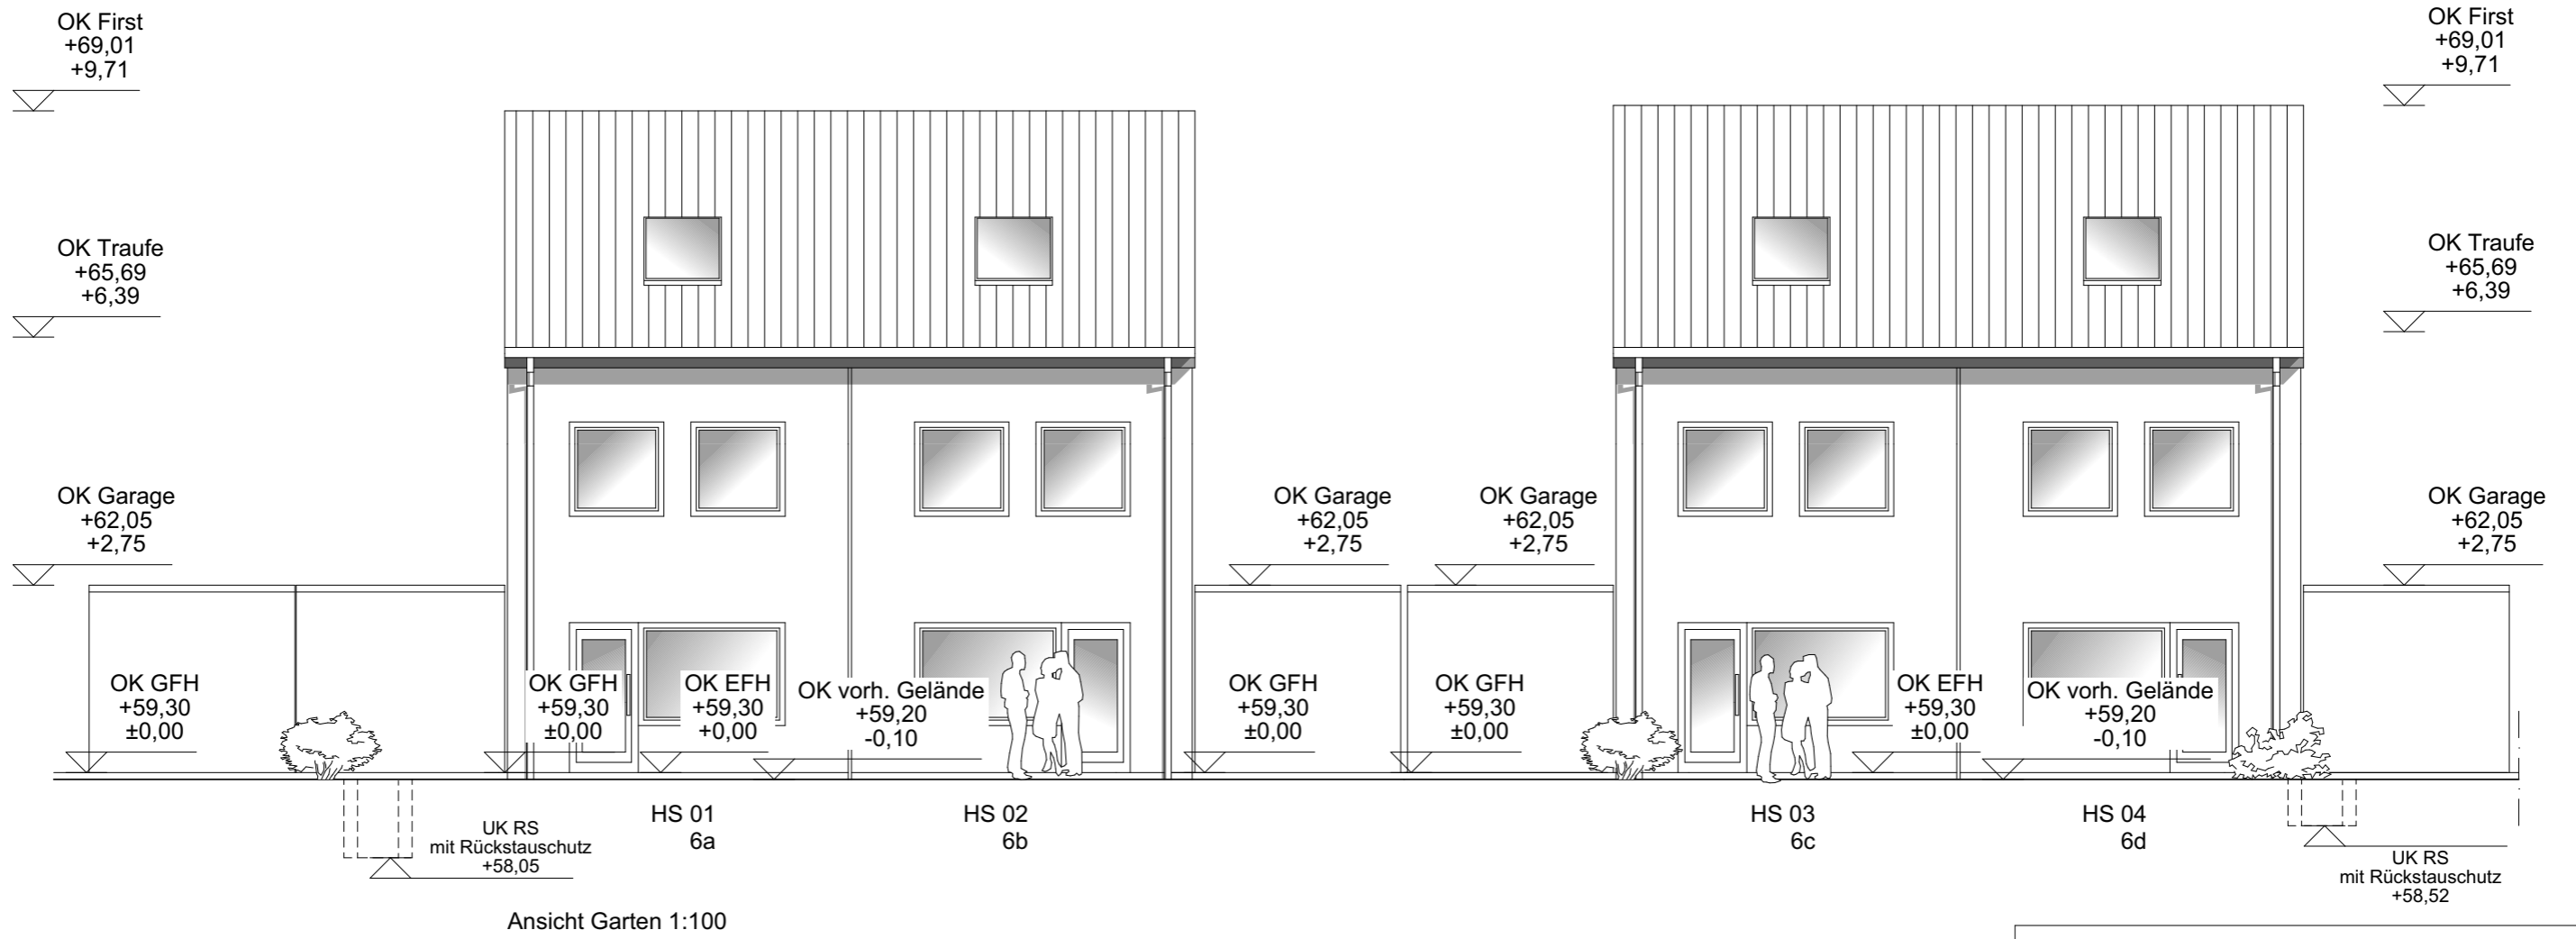 OK First
+69,01
+9,71
OK First
+69,01
+9,71
OK Traufe
+65,69
+6,39
OK Traufe
+65,69
+6,39
OK Garage
+62,05
+2,75
OK Garage
+62,05
+2,75
OK Garage
+62,05
+2,75
OK Garage
+62,05
+2,75
OK GFH
+59,30
±0,00
OK GFH
+59,30
±0,00
OK EFH
+59,30
+0,00
OK vorh. Gelände
+59,20
-0,10
OK GFH
+59,30
±0,00
OK GFH
+59,30
±0,00
OK EFH
+59,30
±0,00
OK vorh. Gelände
+59,20
-0,10
HS 01
6a
HS 02
6b
HS 03
6c
HS 04
6d
UK RS
mit Rückstauschutz
+58,05
UK RS
mit Rückstauschutz
+58,52
Ansicht Garten 1:100